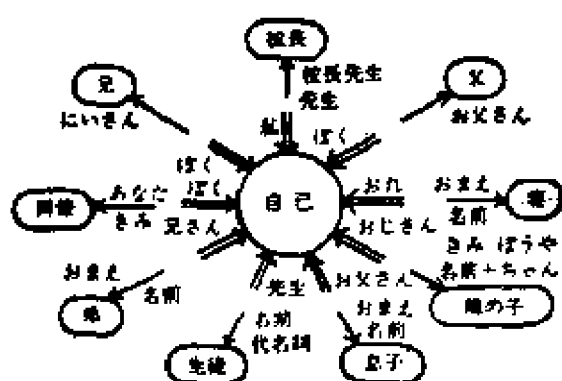 校長
校長先生
先生
私
兄
にいさん
ぼく
父
お父さん
ぼく
自己
同僚
あなた
きみ
ぼく
おれ
おまえ
名前
妻
兄さん
おまえ
名前
弟
おじさん
きみ ぼうや
名前+ちゃん
隣の子
先生
名前
代名詞
生徒
お父さん
おまえ
名前
息子